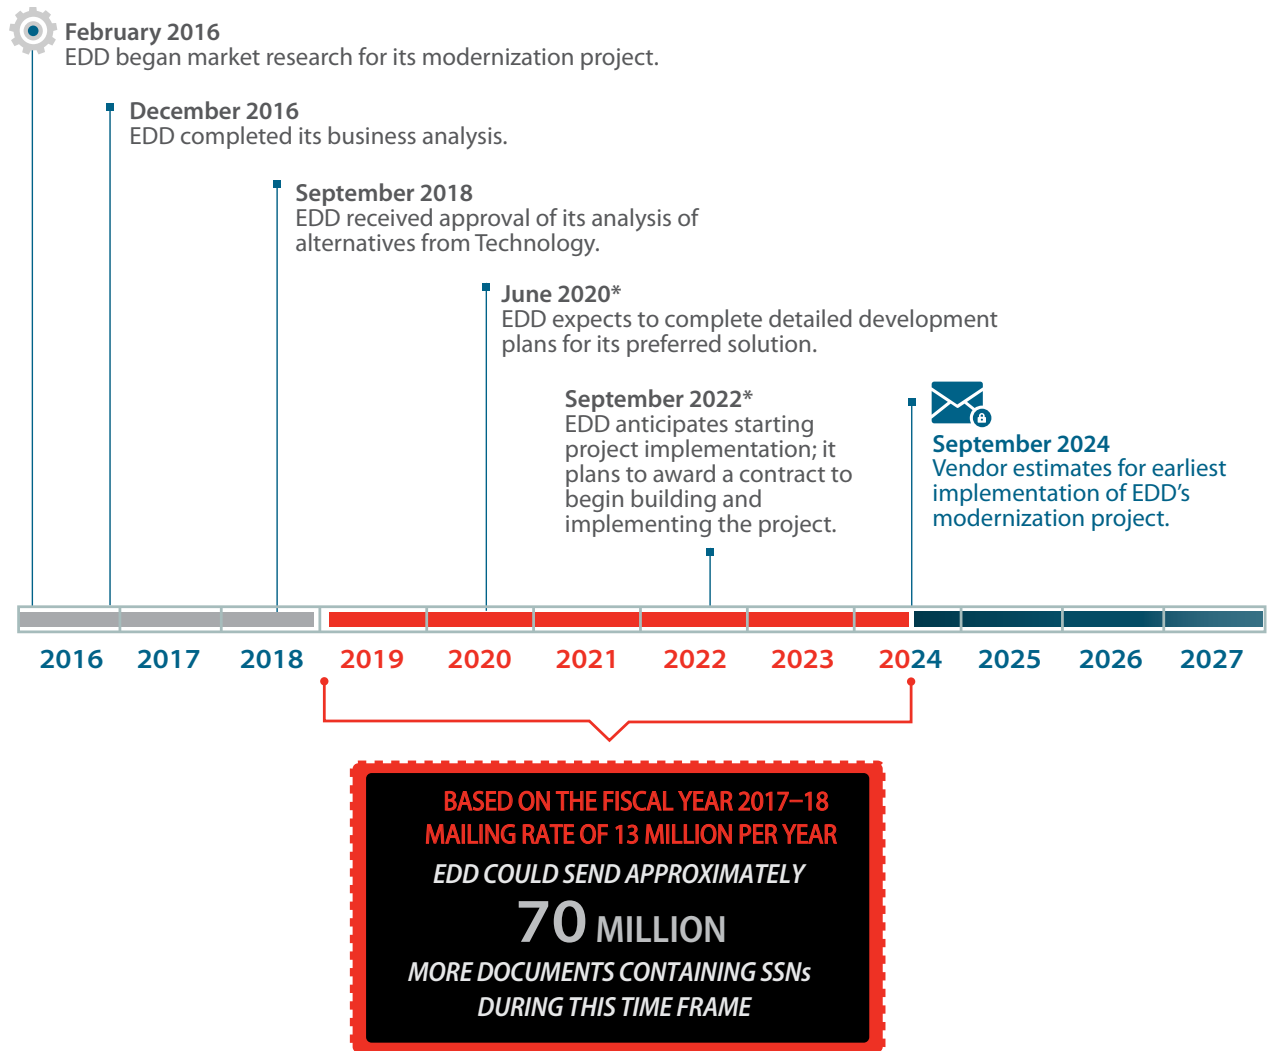 February 2016
EDD began market research for its modernization project.
December 2016
EDD completed its business analysis.
September 2018
EDD received approval of its analysis of
alternatives from Technology.
June 2020*
EDD expects to complete detailed development
plans for its preferred solution.
September 2022*
EDD anticipates starting
project implementation; it
plans to award a contract to
begin building and
implementing the project.
September 2024
Vendor estimates for earliest
implementation of EDD’s
modernization project.
2016 2017 2018 2019 2020 2021 2022 2023 2024 2025 2026 2027
BASED ON THE FISCAL YEAR 2017–18
MAILING RATE OF 13 MILLION PER YEAR
EDD COULD SEND APPROXIMATELY
70 MILLION
MORE DOCUMENTS CONTAINING SSNs
DURING THIS TIME FRAME